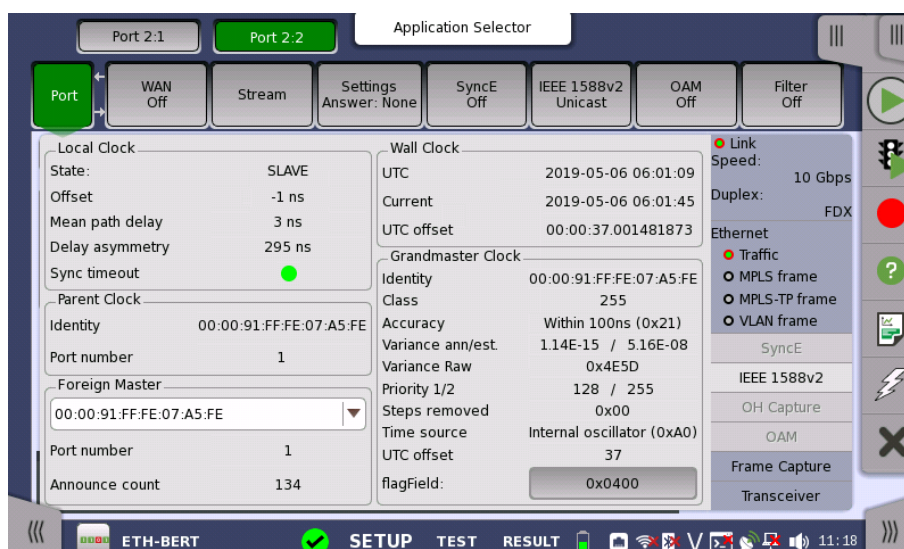 Port 2:1
Port 2:2
Application Selector
Port
WAN
Off
Stream
Settings
Answer: None
SyncE
Off
IEEE 1588v2
Unicast
OAM
Off
Filter
Off
Local Clock
State: SLAVE
Offset -1 ns
Mean path delay 3 ns
Delay asymmetry 295 ns
Sync timeout
Parent Clock
Identity 00:00:91:FF:FE:07:A5:FE
Port number 1
Foreign Master
00:00:91:FF:FE:07:A5:FE
Port number 1
Announce count 134
Wall Clock
UTC 2019-05-06 06:01:09
Current 2019-05-06 06:01:45
UTC offset 00:00:37.001481873
Grandmaster Clock
Identity 00:00:91:FF:FE:07:A5:FE
Class 255
Accuracy Within 100ns (0x21)
Variance ann/est. 1.14E-15 / 5.16E-08
Variance Raw 0x4E5D
Priority 1/2 128 / 255
Steps removed 0x00
Time source Internal oscillator (0xA0)
UTC offset 37
flagField: 0x0400
Link
Speed:
10 Gbps
Duplex:
FDX
Ethernet
Traffic
MPLS frame
MPLS-TP frame
VLAN frame
SyncE
IEEE 1588v2
OH Capture
OAM
Frame Capture
Transceiver
ETH-BERT SETUP TEST RESULT V 11:18